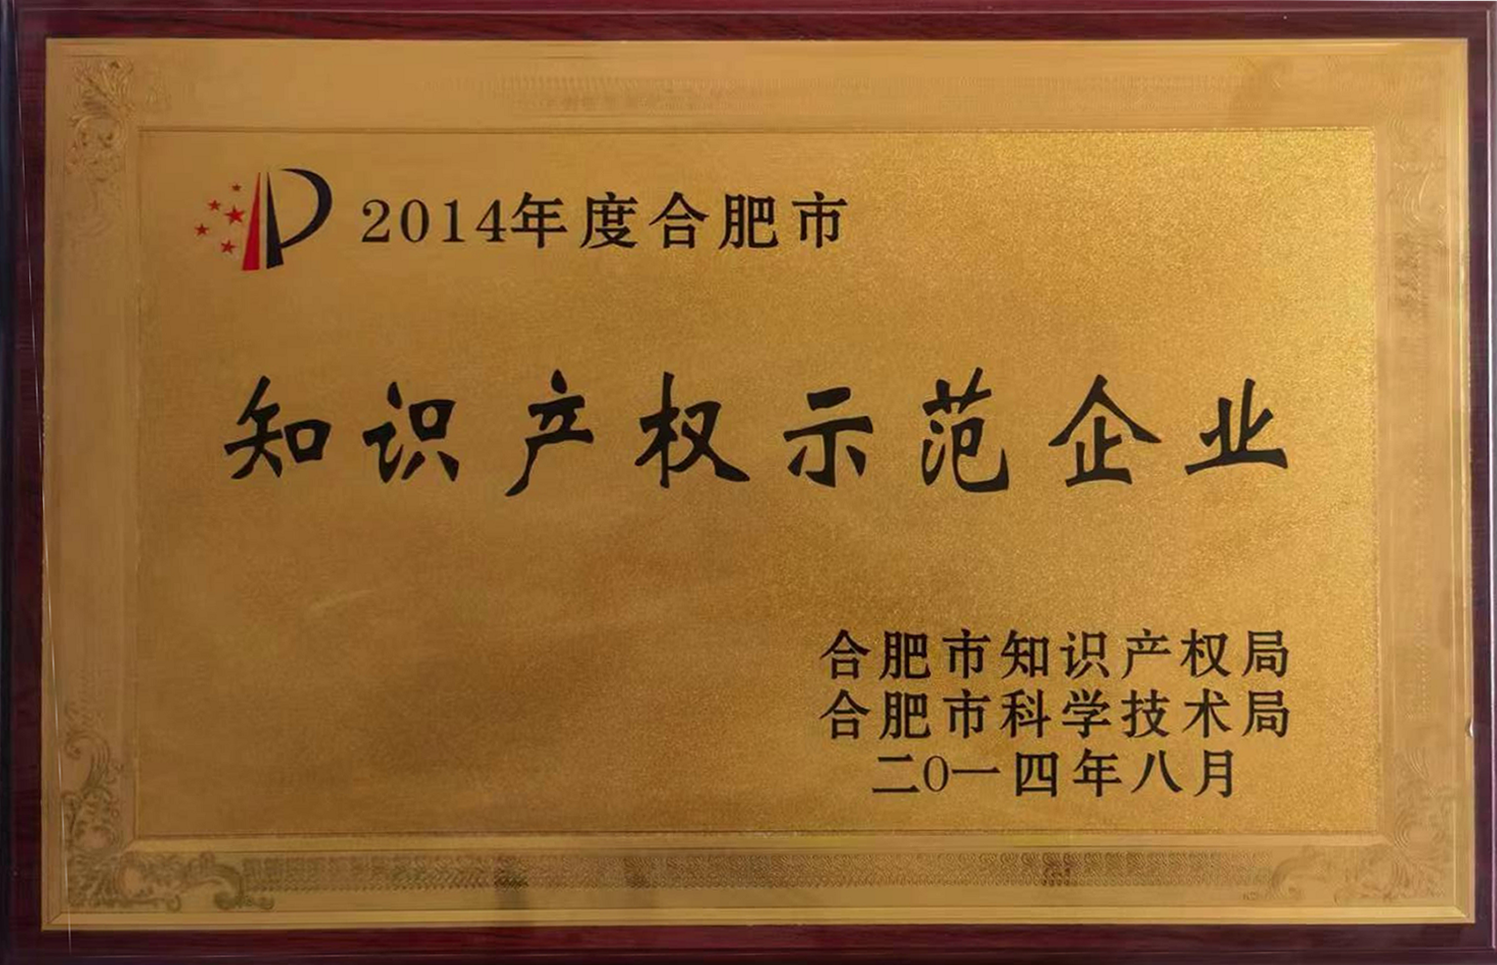 2014年度合肥市
知识产权示范企业
合肥市知识产权局
合肥市科学技术局
二〇一四年八月